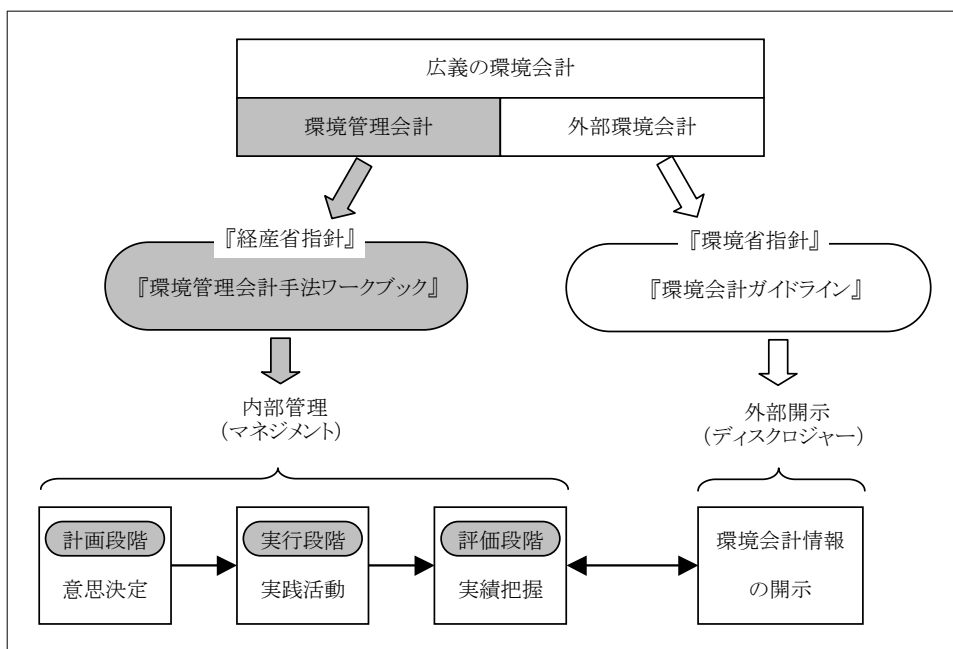 広義の環境会計
環境管理会計
外部環境会計
『経産省指針』
『環境省指針』
『環境管理会計手法ワークブック』
『環境会計ガイドライン』
内部管理
(マネジメント)
外部開示
(ディスクロジャー)
計画段階
意思決定
実行段階
実践活動
評価段階
実績把握
環境会計情報
の開示